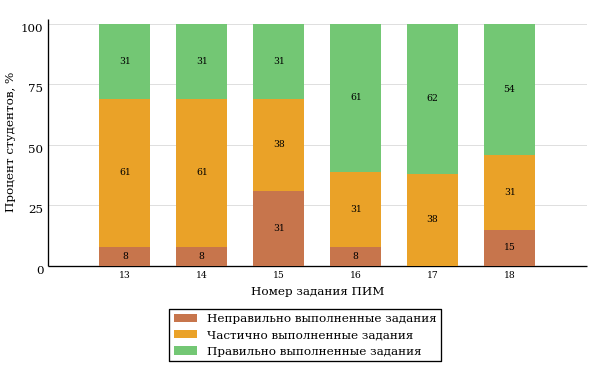 Процент студентов, %
100
75
50
25
0
31 31 31 61 62 54
61 61 38 31 38 31
8 8 31 8 15
13 14 15 16 17 18
Номер задания ПИМ
Неправильно выполненные задания
Частично выполненные задания
Правильно выполненные задания